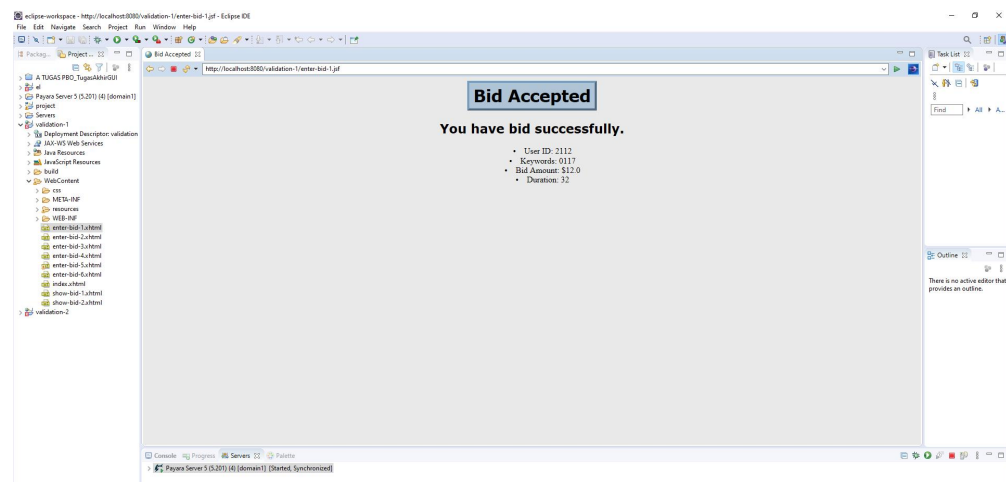 eclipse-workspace - http://localhost:8080/validation-1/enter-bid-1.jsf - Eclipse IDE
File Edit Navigate Search Project Run Window Help
Packag... Project ...
Bid Accepted
Task List
http://localhost:8080/validation-1/enter-bid-1.jsf
A TUGAS PBO_TugasAkhirGUI
el
Payara Server 5 (5.201) (4) [domain1]
project
Servers
validation-1
Deployment Descriptor: validation
JAX-WS Web Services
Java Resources
JavaScript Resources
build
WebContent
css
META-INF
resources
WEB-INF
enter-bid-1.xhtml
enter-bid-2.xhtml
enter-bid-3.xhtml
enter-bid-4.xhtml
enter-bid-5.xhtml
enter-bid-6.xhtml
index.xhtml
show-bid-1.xhtml
show-bid-2.xhtml
validation-2
Bid Accepted
You have bid successfully.
• User ID: 2112
• Keywords: 0117
• Bid Amount: $12.0
• Duration: 32
Find All A...
Outline
There is no active editor that
provides an outline.
Console Progress Servers Palette
Payara Server 5 (5.201) (4) [domain1] [Started, Synchronized]